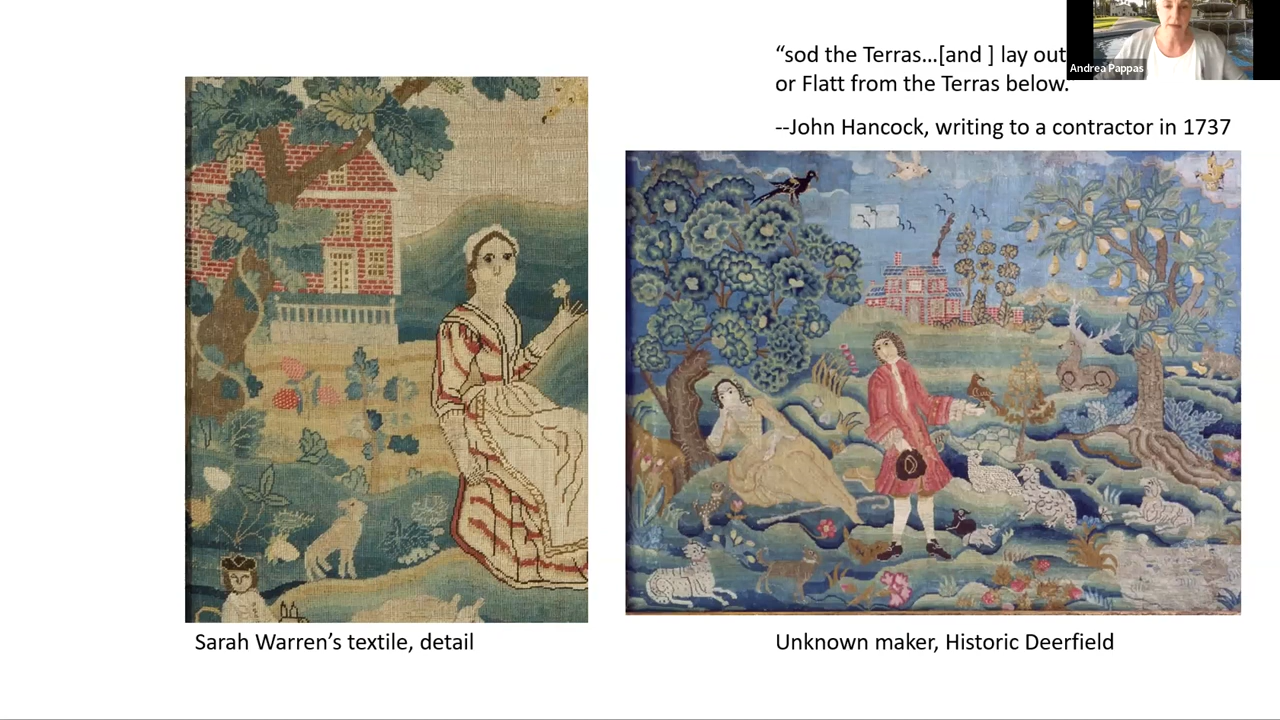 “sod the Terras...[and ] lay out
or Flatt from the Terras below.
Andrea Pappas
--John Hancock, writing to a contractor in 1737
Sarah Warren’s textile, detail
Unknown maker, Historic Deerfield